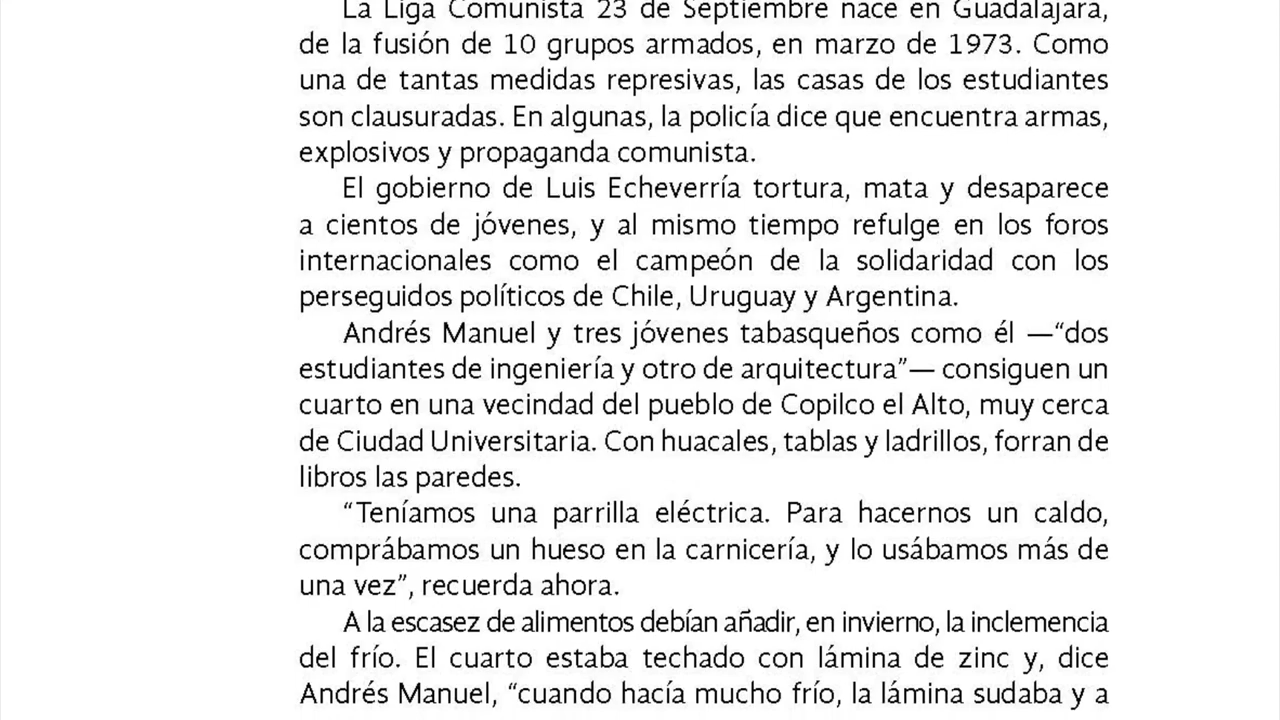 La Liga Comunista 23 de Septiembre nace en Guadalajara,
de la fusión de 10 grupos armados, en marzo de 1973. Como
una de tantas medidas represivas, las casas de los estudiantes
son clausuradas. En algunas, la policía dice que encuentra armas,
explosivos y propaganda comunista.
El gobierno de Luis Echeverría tortura, mata y desaparece
a cientos de jóvenes, y al mismo tiempo refulge en los foros
internacionales como el campeón de la solidaridad con los
perseguidos políticos de Chile, Uruguay y Argentina.
Andrés Manuel y tres jóvenes tabasqueños como él —“dos
estudiantes de ingeniería y otro de arquitectura”— consiguen un
cuarto en una vecindad del pueblo de Copilco el Alto, muy cerca
de Ciudad Universitaria. Con huacales, tablas y ladrillos, forran de
libros las paredes.
“Teníamos una parrilla eléctrica. Para hacernos un caldo,
comprábamos un hueso en la carnicería, y lo usábamos más de
una vez”, recuerda ahora.
A la escasez de alimentos debían añadir, en invierno, la inclemencia
del frío. El cuarto estaba techado con lámina de zinc y, dice
Andrés Manuel, “cuando hacía mucho frío, la lámina sudaba y a